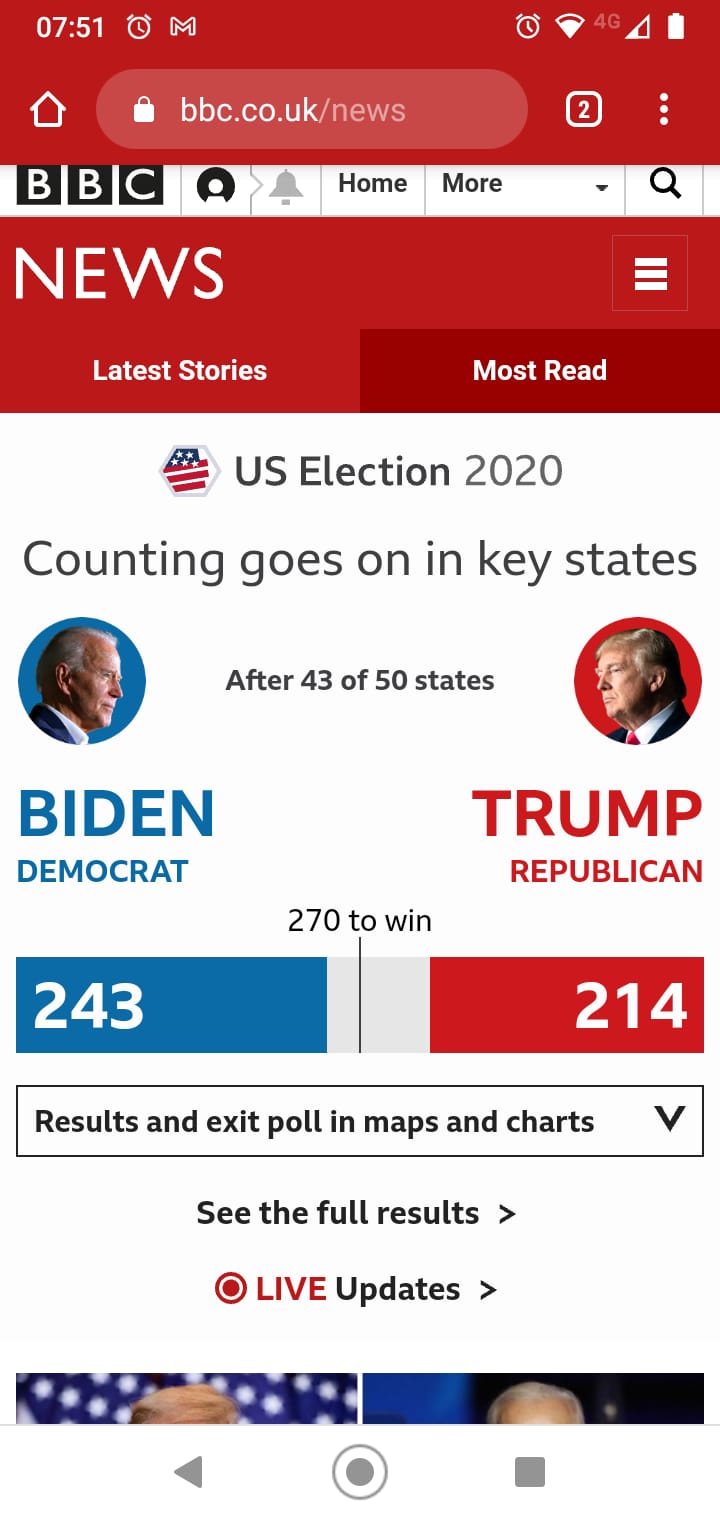 07:51
4G
bbc.co.uk/news
2
BBC
Home
More
NEWS
Latest Stories
Most Read
US Election 2020
Counting goes on in key states
After 43 of 50 states
BIDEN
TRUMP
DEMOCRAT
REPUBLICAN
270 to win
243
214
Results and exit poll in maps and charts
See the full results >
LIVE Updates >